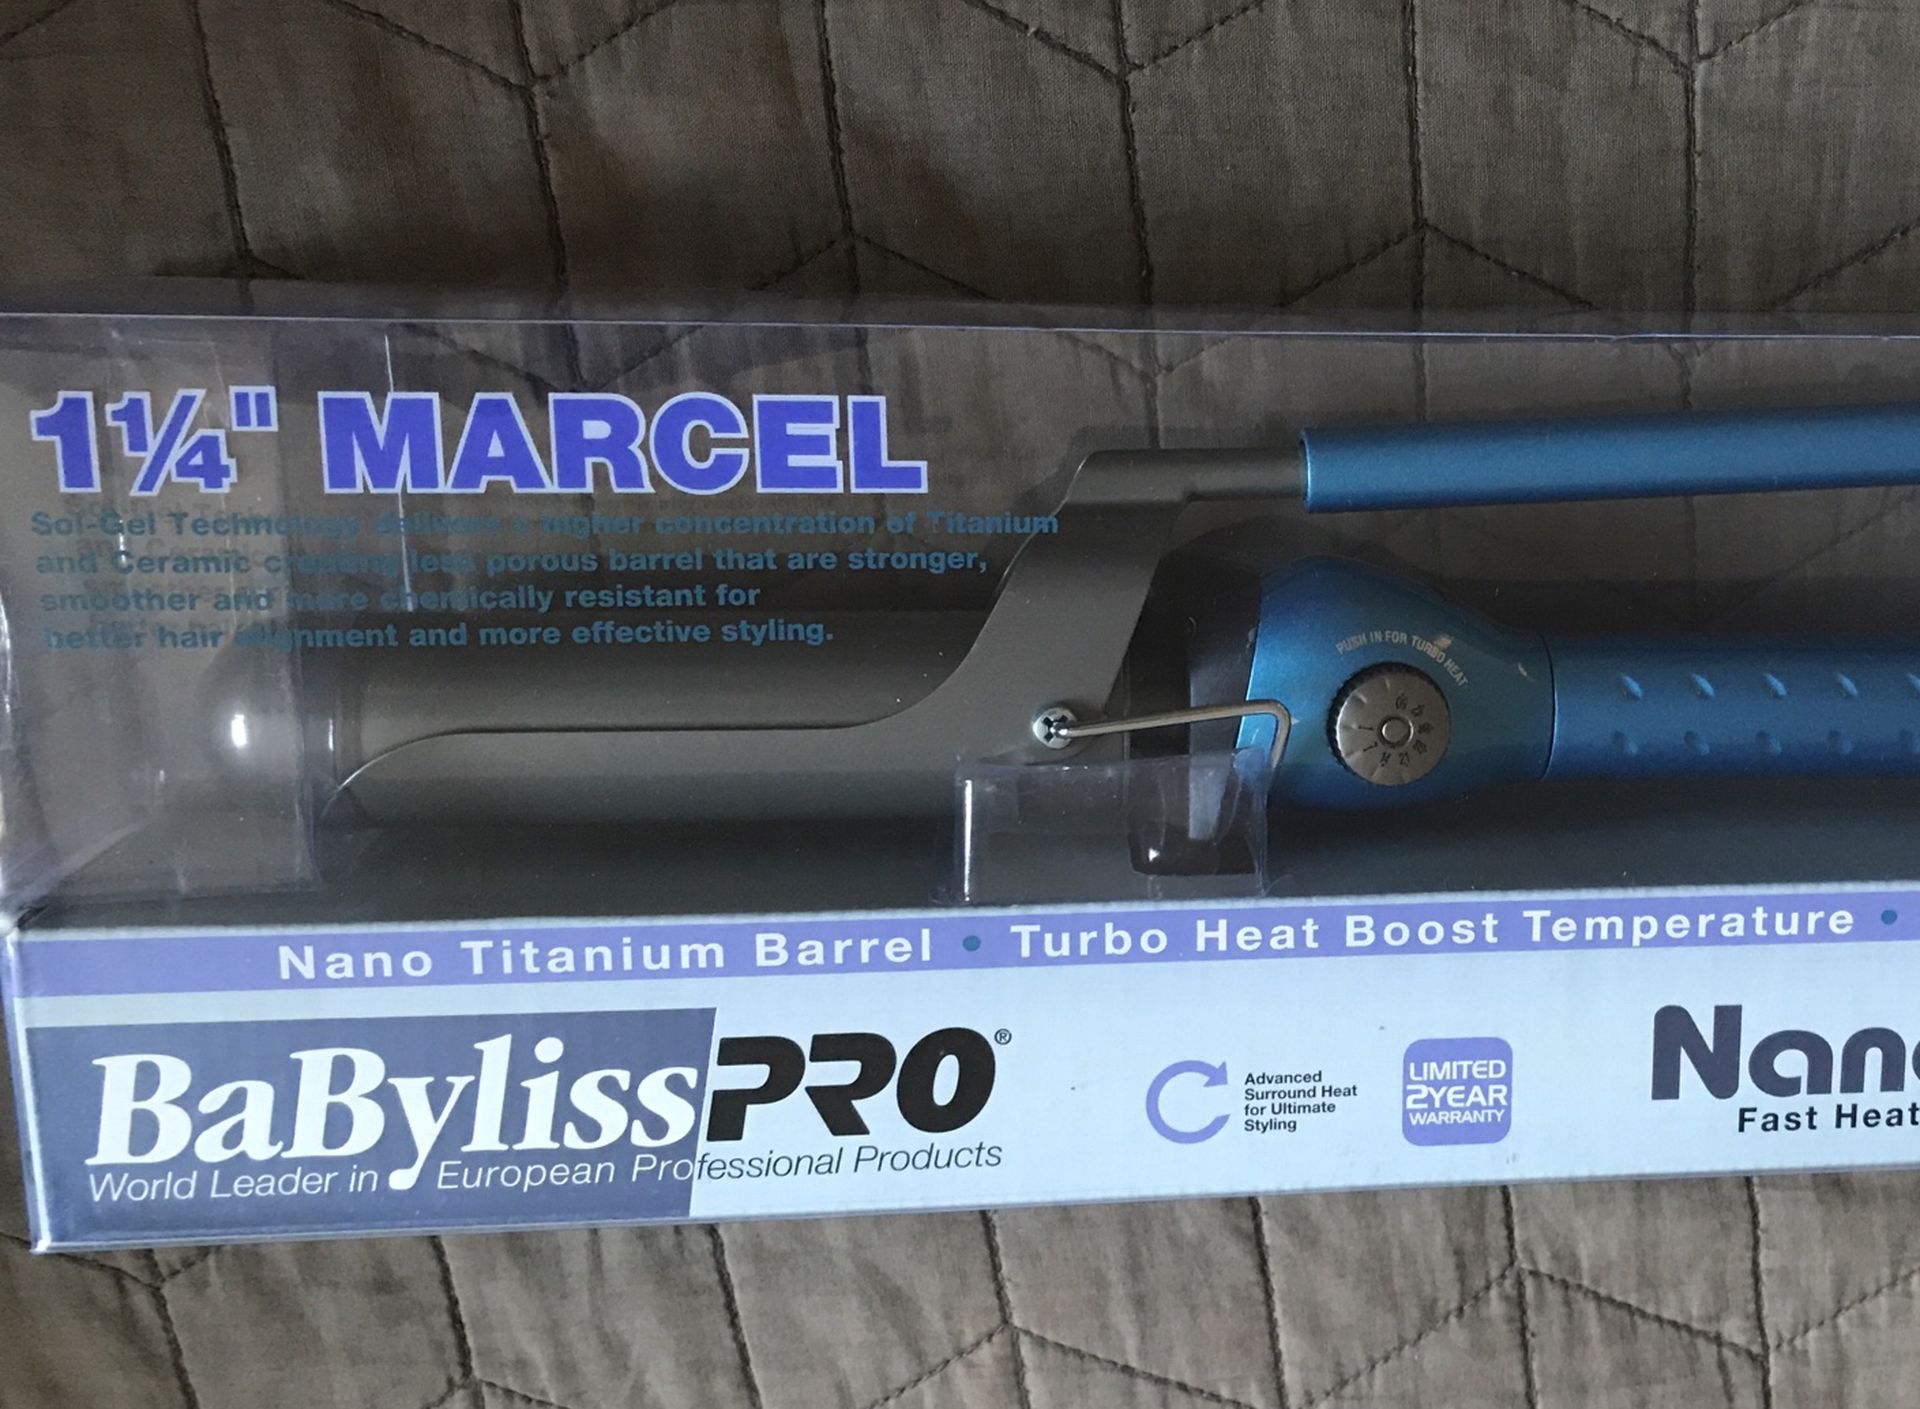 1¼" MARCEL
Sol-Gel Technology delivers a higher concentration of Titanium
and Ceramic creating less porous barrel that are stronger,
smoother and more chemically resistant for
better hair alignment and more effective styling.
PUSH IN FOR TURBO HEAT
Nano Titanium Barrel • Turbo Heat Boost Temperature •
BaBylissPRO®
World Leader in European Professional Products
Advanced
Surround Heat
for Ultimate
Styling
LIMITED
2YEAR
WARRANTY
Nano
Fast Heat